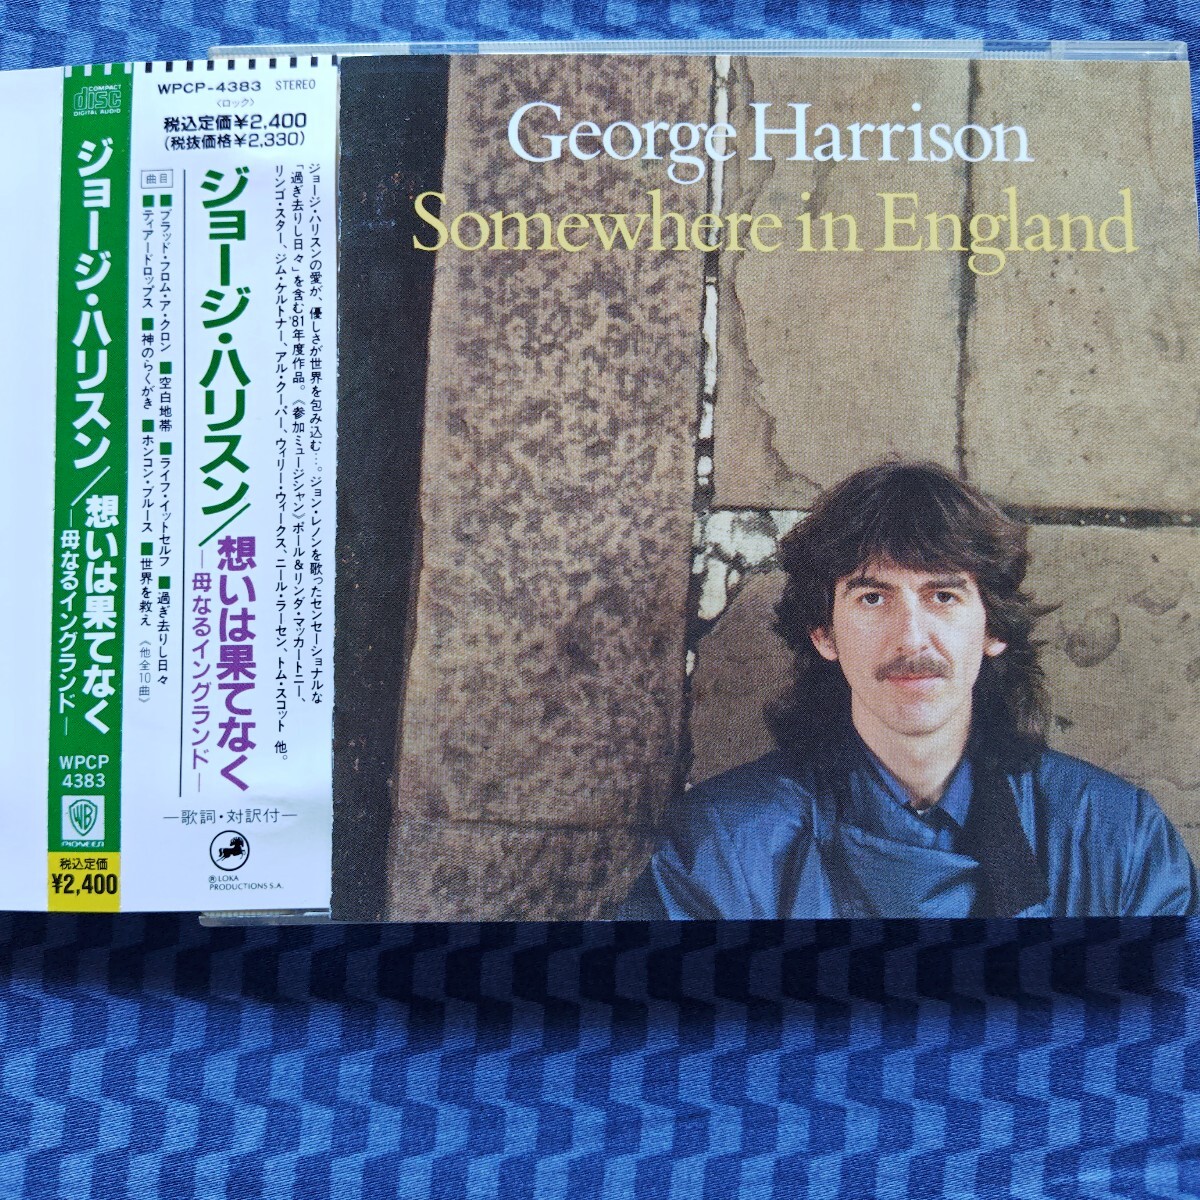 COMPACT
disc
DIGITAL AUDIO
ジョージ・ハリスン／想いは果てなく
―母なるイングランド―
WPCP
4383
WB
PIONEER
税込定価
¥2,400
WPCP-4383 STEREO
〈ロック〉
税込定価¥2,400
(税抜価格¥2,330)
ジョージ・ハリスンの愛が、優しさが世界を包み込む…。ジョン・レノンを歌ったセンセーショナルな
「過ぎ去りし日々」を含む'81年度作品。《参加ミュージシャン》ポール&リンダ・マッカートニー、
リンゴ・スター、ジム・ケルトナー、アル・クーパー、ウィリー・ウィークス、ニール・ラーセン、トム・スコット 他。
ジョージ・ハリスン／想いは果てなく
―母なるイングランド―
曲目
■ブラッド・フロム・ア・クロン ■空白地帯 ■ライフ・イットセルフ ■過ぎ去りし日々
■ティアードロップス ■神のらくがき ■ホンコン・ブルース ■世界を救え 《他全10曲》
―歌詞・対訳付―
Ⓟ LOKA
PRODUCTIONS S.A.
George Harrison
Somewhere in England